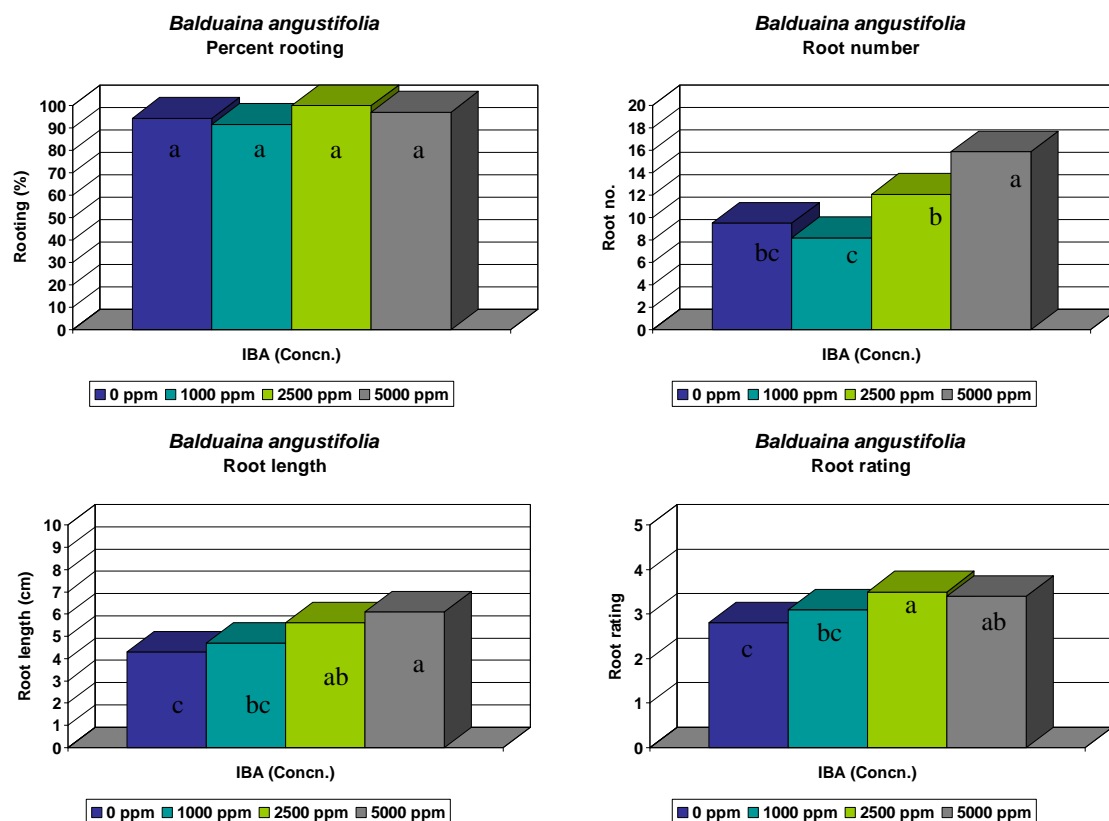 Balduaina angustifolia
Percent rooting
Rooting (%)
100
90
80
70
60
50
40
30
20
10
0
a a a a
IBA (Concn.)
0 ppm 1000 ppm 2500 ppm 5000 ppm
Balduaina angustifolia
Root number
Root no.
20
18
16
14
12
10
8
6
4
2
0
bc c b a
IBA (Concn.)
0 ppm 1000 ppm 2500 ppm 5000 ppm
Balduaina angustifolia
Root length
Root length (cm)
10
9
8
7
6
5
4
3
2
1
0
c bc ab a
IBA (Concn.)
0 ppm 1000 ppm 2500 ppm 5000 ppm
Balduaina angustifolia
Root rating
Root rating
5
4
3
2
1
0
c bc a ab
IBA (Concn.)
0 ppm 1000 ppm 2500 ppm 5000 ppm